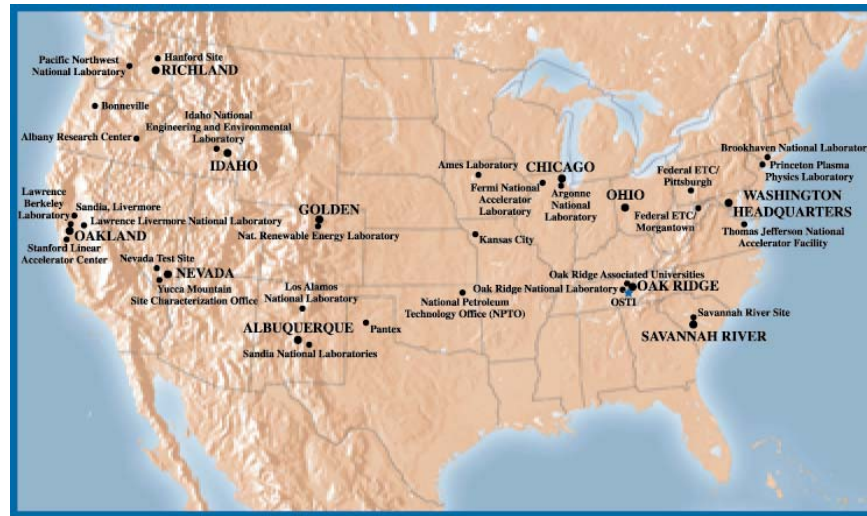 Pacific Northwest
National Laboratory
Hanford Site
RICHLAND
Bonneville
Idaho National
Engineering and Environmental
Laboratory
Albany Research Center
IDAHO
Lawrence
Berkeley
Laboratory
Sandia, Livermore
Lawrence Livermore National Laboratory
OAKLAND
Stanford Linear
Accelerator Center
Nevada Test Site
NEVADA
Yucca Mountain
Site Characterization Office
GOLDEN
Nat. Renewable Energy Laboratory
Los Alamos
National Laboratory
ALBUQUERQUE
Sandia National Laboratories
Pantex
Ames Laboratory
Fermi National
Accelerator
Laboratory
CHICAGO
Argonne
National
Laboratory
Kansas City
National Petroleum
Technology Office (NPTO)
OHIO
Federal ETC/
Pittsburgh
Federal ETC/
Morgantown
Brookhaven National Laborator
Princeton Plasma
Physics Laboratory
WASHINGTON
HEADQUARTERS
Thomas Jefferson National
Accelerator Facility
Oak Ridge Associated Universities
Oak Ridge National Laboratory
OAK RIDGE
OSTI
Savannah River Site
SAVANNAH RIVER